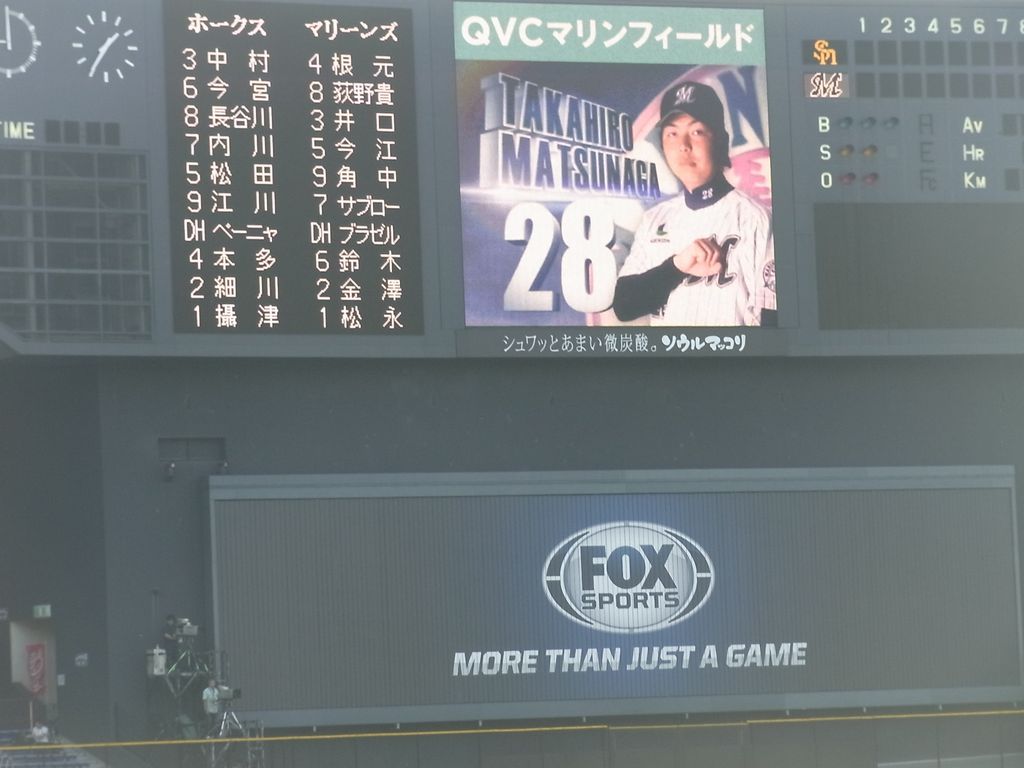 ホークス マリーンズ
3 中村 4 根元
6 今宮 8 荻野貴
8 長谷川 3 井口
7 内川 5 今江
5 松田 9 角中
9 江川 7 サブロー
DH ペーニャ DH ブラゼル
4 本多 6 鈴木
2 細川 2 金澤
1 攝津 1 松永
TIME
QVCマリンフィールド
TAKAHIRO
MATSUNAGA
28
M
28
M
シュワッとあまい微炭酸。ソウルマッコリ
1 2 3 4 5 6 7 8
SH
M
B H AV
S E HR
O Fc KM
FOX
SPORTS
MORE THAN JUST A GAME